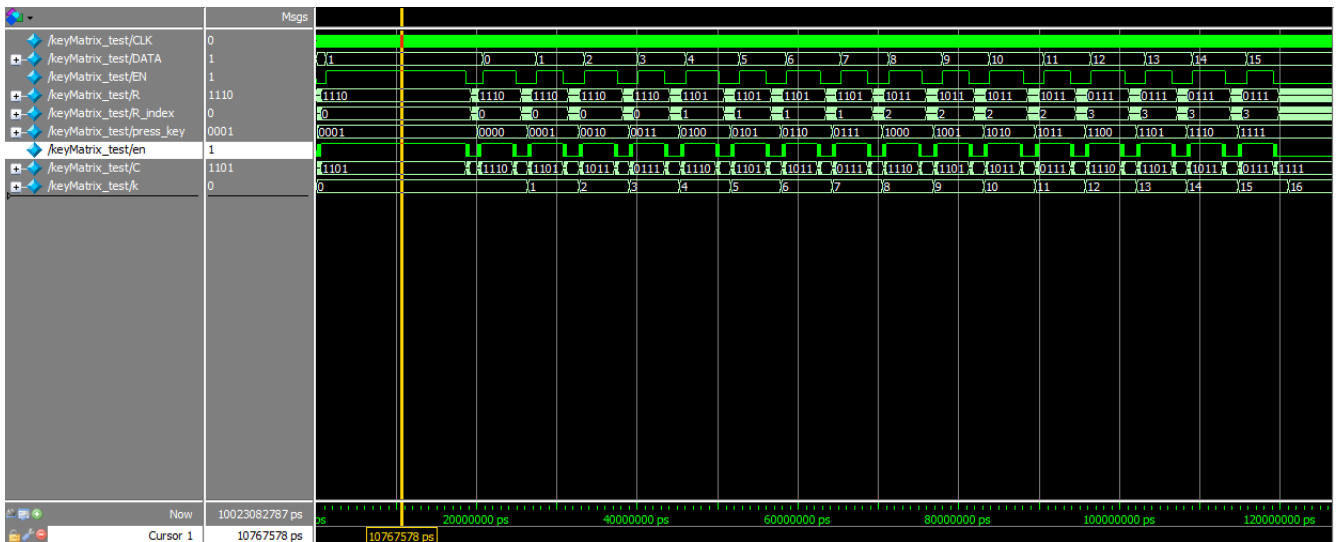 Msgs
/keyMatrix_test/CLK 0
/keyMatrix_test/DATA 1 1 0 1 2 3 4 5 6 7 8 9 10 11 12 13 14 15
/keyMatrix_test/EN 1
/keyMatrix_test/R 1110 1110 1110 1110 1110 1110 1101 1101 1101 1101 1011 1011 1011 1011 0111 0111 0111 0111
/keyMatrix_test/R_index 0 0 0 0 0 0 1 1 1 1 2 2 2 2 3 3 3 3
/keyMatrix_test/press_key 0001 0001 0000 0001 0010 0011 0100 0101 0110 0111 1000 1001 1010 1011 1100 1101 1110 1111
/keyMatrix_test/en 1
/keyMatrix_test/C 1101 1101 1110 1101 1011 0111 1110 1101 1011 0111 1110 1101 1011 0111 1110 1101 1011 0111 1111
/keyMatrix_test/k 0 0 1 2 3 4 5 6 7 8 9 10 11 12 13 14 15 16
Now 10023082787 ps ps 20000000 ps 40000000 ps 60000000 ps 80000000 ps 100000000 ps 120000000 ps
Cursor 1 10767578 ps 10767578 ps